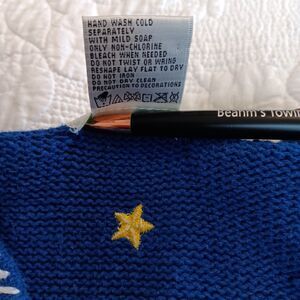 HAND WASH COLD
SEPARATELY
WITH MILD SOAP
ONLY NON-CHLORINE
BLEACH WHEN NEEDED
DO NOT TWIST OR WRING
RESHAPE LAY FLAT TO DRY
DO NOT IRON
DO NOT DRY CLEAN
PRECAUTION TO DECORATIONS
Beahm's